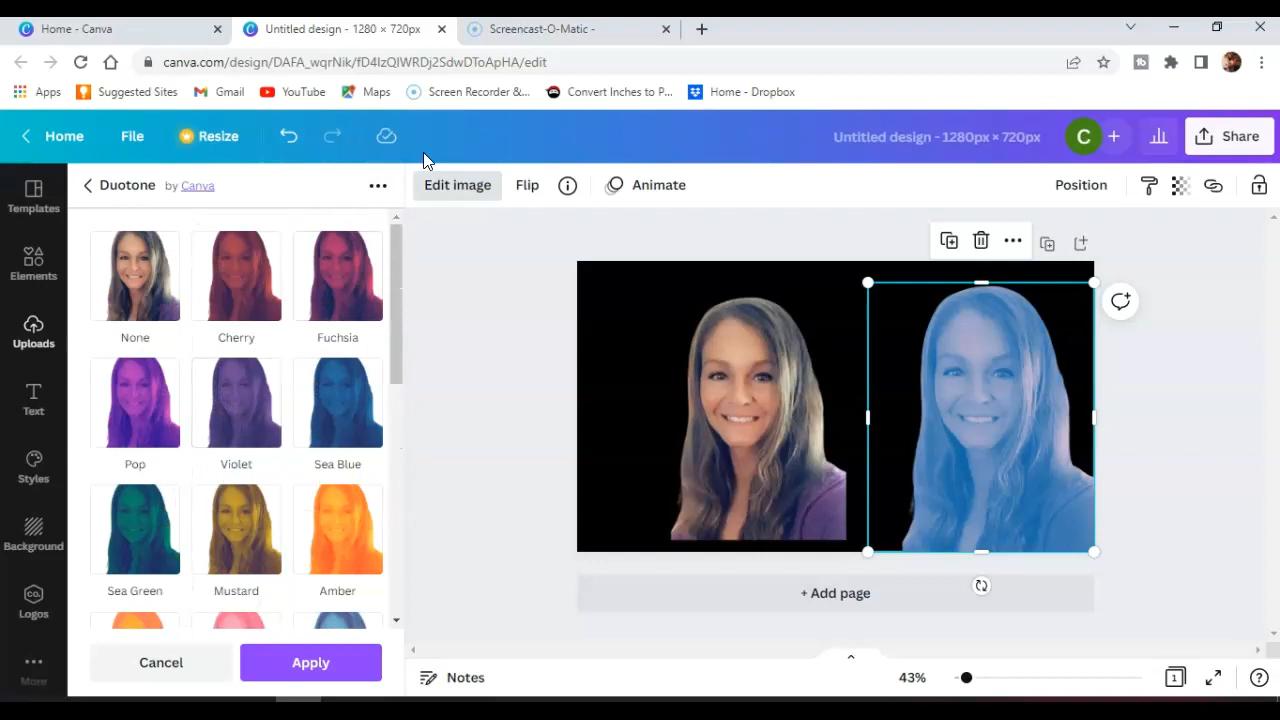 Home - Canva
Untitled design - 1280 × 720px
Screencast-O-Matic -
canva.com/design/DAFA_wqrNik/fD4IzQIWRDj2SdwDToApHA/edit
Apps
Suggested Sites
Gmail
YouTube
Maps
Screen Recorder &...
Convert Inches to P...
Home - Dropbox
Home
File
Resize
Untitled design - 1280px × 720px
C
Share
Templates
Elements
Uploads
Text
Styles
Background
Logos
More
Duotone by Canva
Edit image
Flip
Animate
Position
None
Cherry
Fuchsia
Pop
Violet
Sea Blue
Sea Green
Mustard
Amber
Cancel
Apply
+ Add page
Notes
43%
1